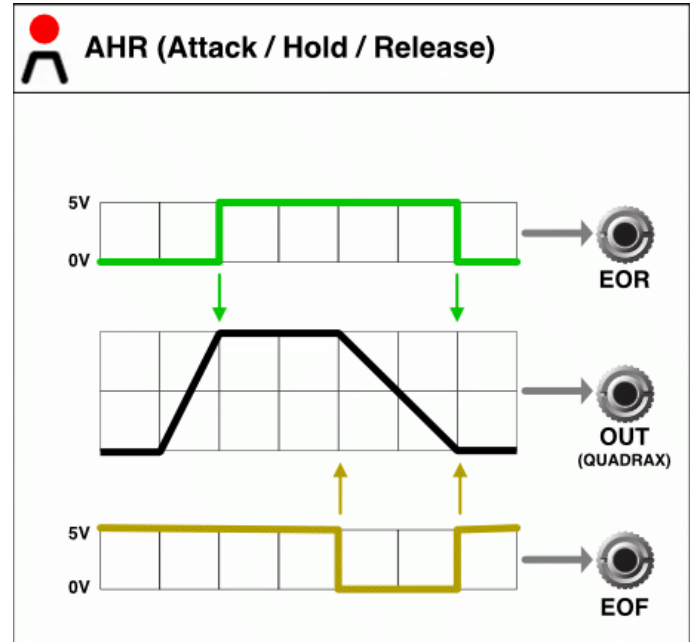 AHR (Attack / Hold / Release)
5V
0V
EOR
OUT
(QUADRAX)
5V
0V
EOF